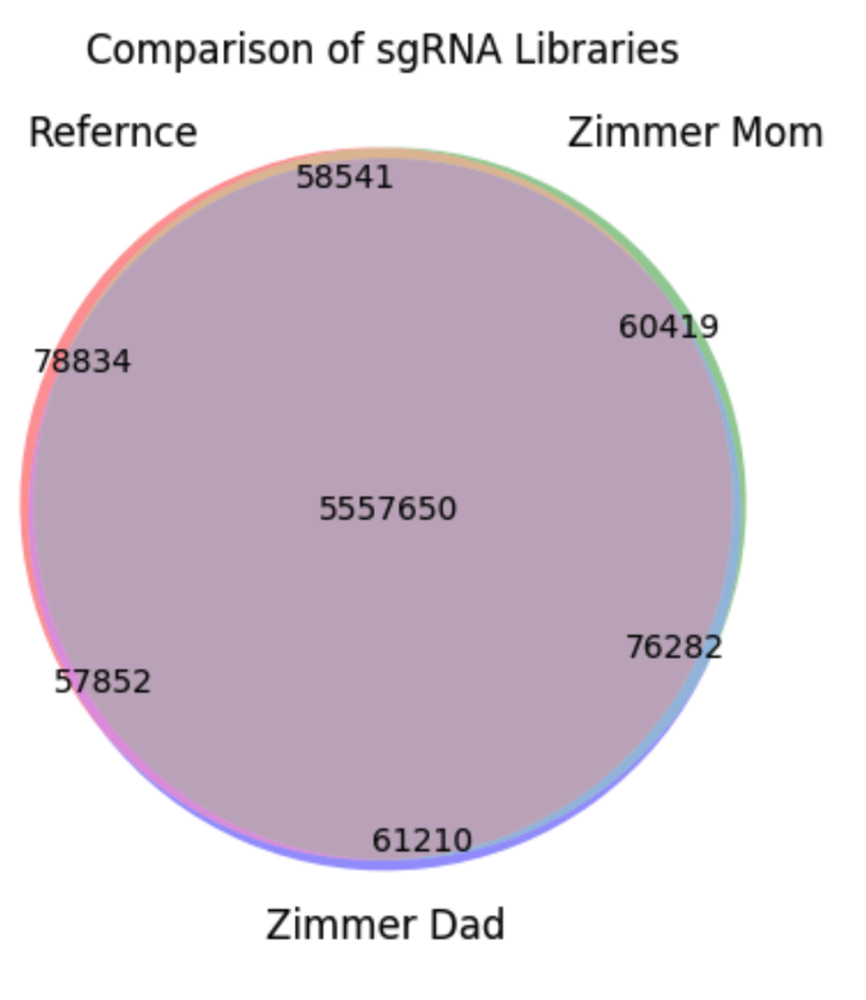 Comparison of sgRNA Libraries
Refernce
Zimmer Mom
58541
60419
78834
5557650
76282
57852
61210
Zimmer Dad